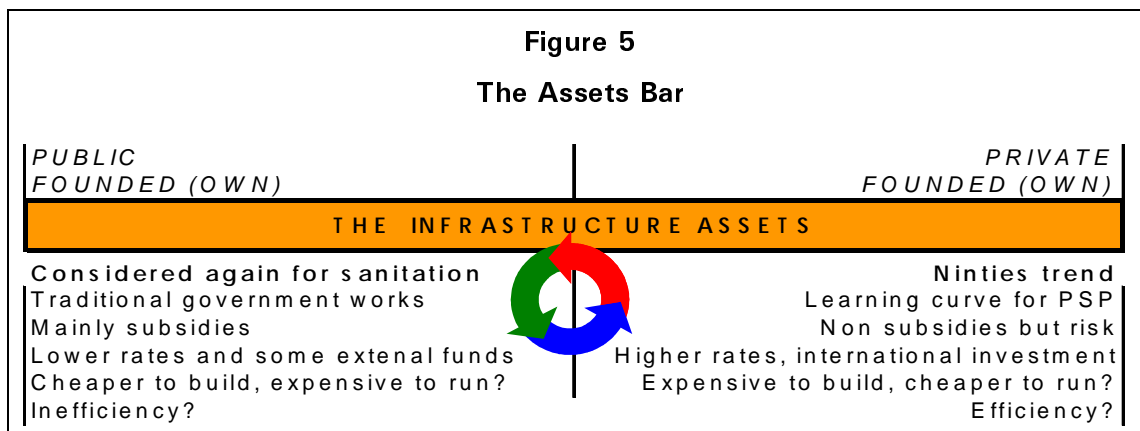 Figure 5
The Assets Bar
PUBLIC
FOUNDED (OWN)
PRIVATE
FOUNDED (OWN)
THE INFRASTRUCTURE ASSETS
Considered again for sanitation
Traditional government works
Mainly subsidies
Lower rates and some extenal funds
Cheaper to build, expensive to run?
Inefficiency?
Ninties trend
Learning curve for PSP
Non subsidies but risk
Higher rates, international investment
Expensive to build, cheaper to run?
Efficiency?